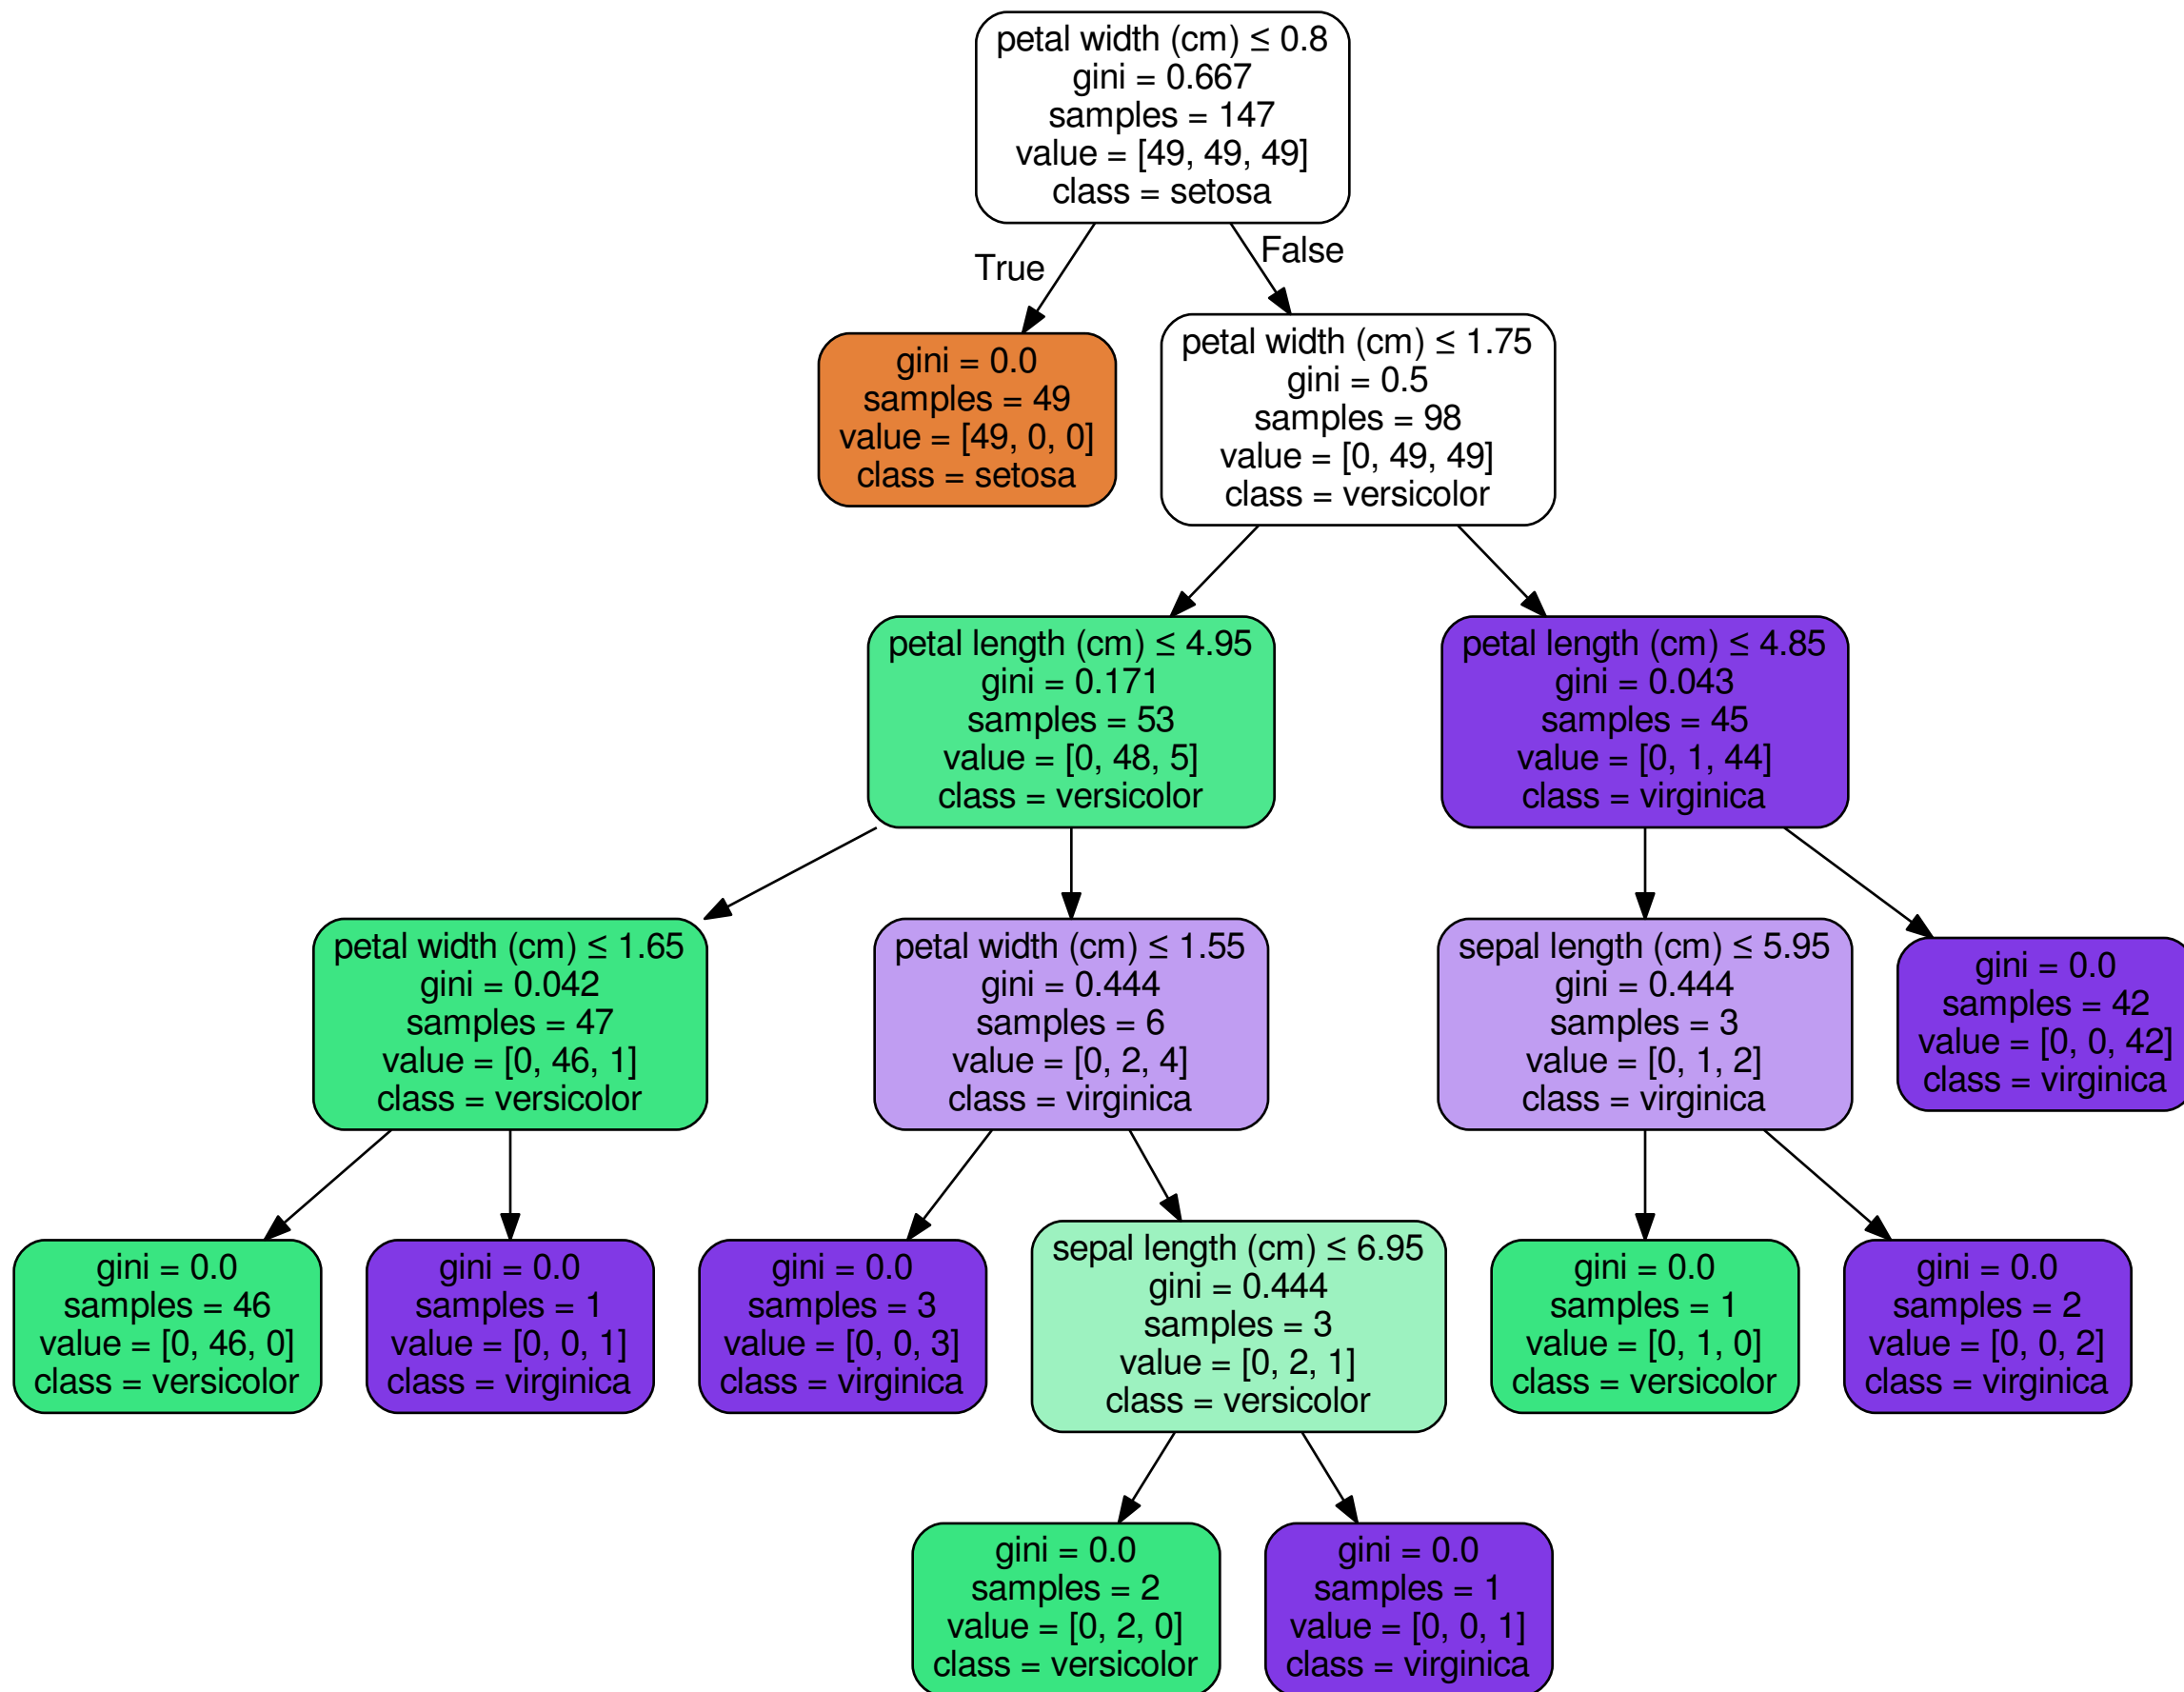 petal width (cm) ≤ 0.8
gini = 0.667
samples = 147
value = [49, 49, 49]
class = setosa
True
False
gini = 0.0
samples = 49
value = [49, 0, 0]
class = setosa
petal width (cm) ≤ 1.75
gini = 0.5
samples = 98
value = [0, 49, 49]
class = versicolor
petal length (cm) ≤ 4.95
gini = 0.171
samples = 53
value = [0, 48, 5]
class = versicolor
petal length (cm) ≤ 4.85
gini = 0.043
samples = 45
value = [0, 1, 44]
class = virginica
petal width (cm) ≤ 1.65
gini = 0.042
samples = 47
value = [0, 46, 1]
class = versicolor
petal width (cm) ≤ 1.55
gini = 0.444
samples = 6
value = [0, 2, 4]
class = virginica
sepal length (cm) ≤ 5.95
gini = 0.444
samples = 3
value = [0, 1, 2]
class = virginica
gini = 0.0
samples = 42
value = [0, 0, 42]
class = virginica
gini = 0.0
samples = 46
value = [0, 46, 0]
class = versicolor
gini = 0.0
samples = 1
value = [0, 0, 1]
class = virginica
gini = 0.0
samples = 3
value = [0, 0, 3]
class = virginica
sepal length (cm) ≤ 6.95
gini = 0.444
samples = 3
value = [0, 2, 1]
class = versicolor
gini = 0.0
samples = 1
value = [0, 1, 0]
class = versicolor
gini = 0.0
samples = 2
value = [0, 0, 2]
class = virginica
gini = 0.0
samples = 2
value = [0, 2, 0]
class = versicolor
gini = 0.0
samples = 1
value = [0, 0, 1]
class = virginica